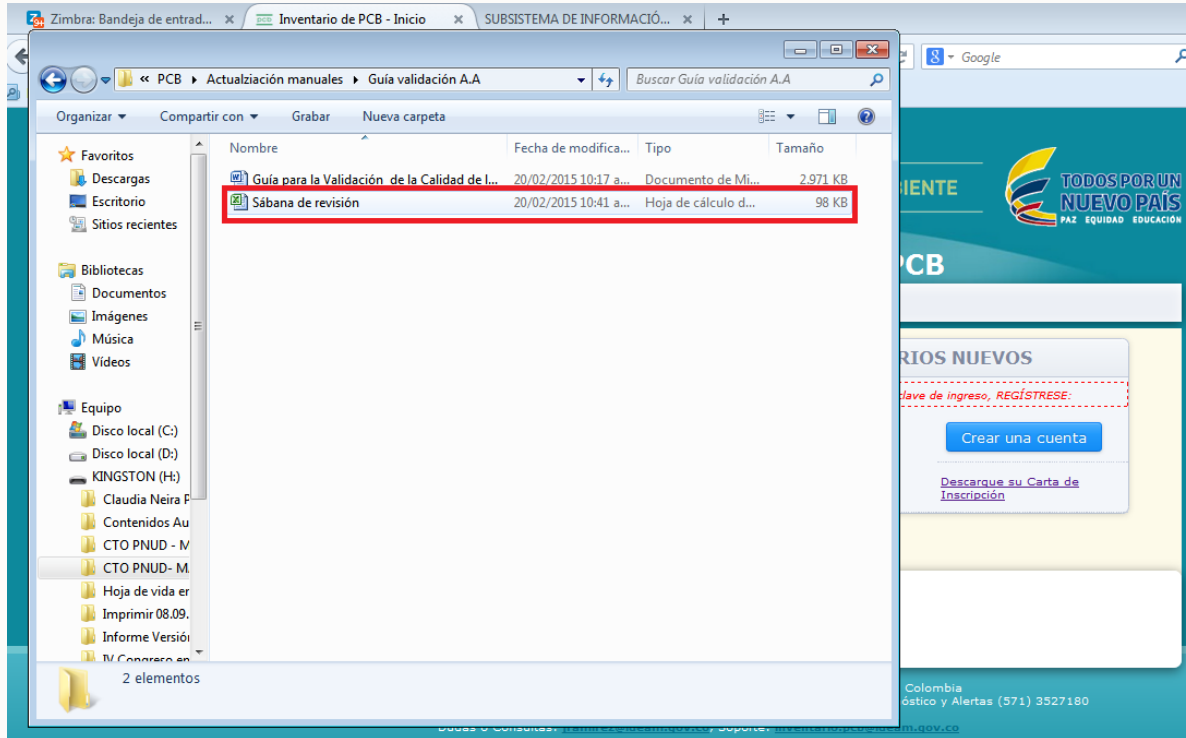 Zimbra: Bandeja de entrad...
Inventario de PCB - Inicio
SUBSISTEMA DE INFORMACIÓ...
Google
« PCB ▸ Actualziación manuales ▸ Guía validación A.A
Buscar Guía validación A.A
Organizar
Compartir con
Grabar
Nueva carpeta
Favoritos
Descargas
Escritorio
Sitios recientes
Bibliotecas
Documentos
Imágenes
Música
Vídeos
Equipo
Disco local (C:)
Disco local (D:)
KINGSTON (H:)
Claudia Neira P
Contenidos Au
CTO PNUD - M
CTO PNUD- M.
Hoja de vida er
Imprimir 08.09.
Informe Versió
IV Congreso en
Nombre
Fecha de modifica...
Tipo
Tamaño
Guía para la Validación de la Calidad de l...
20/02/2015 10:17 a...
Documento de Mi...
2.971 KB
Sábana de revisión
20/02/2015 10:41 a...
Hoja de cálculo d...
98 KB
2 elementos
IENTE
TODOS POR UN
NUEVO PAÍS
PAZ EQUIDAD EDUCACIÓN
PCB
RIOS NUEVOS
clave de ingreso, REGÍSTRESE:
Crear una cuenta
Descargue su Carta de
Inscripción
Colombia
óstico y Alertas (571) 3527180